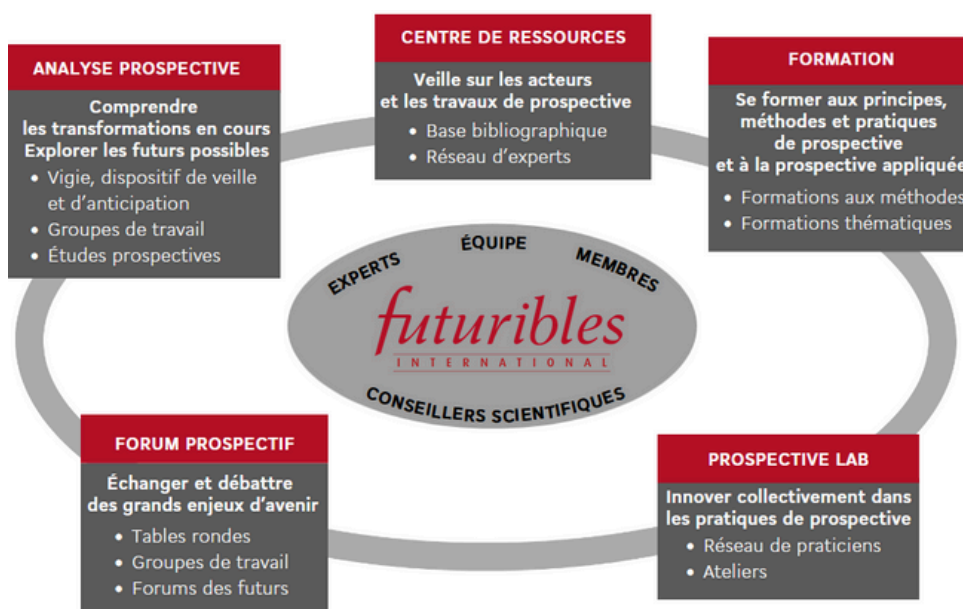 ANALYSE PROSPECTIVE
Comprendre
les transformations en cours
Explorer les futurs possibles
• Vigie, dispositif de veille
et d'anticipation
• Groupes de travail
• Études prospectives
CENTRE DE RESSOURCES
Veille sur les acteurs
et les travaux de prospective
• Base bibliographique
• Réseau d'experts
FORMATION
Se former aux principes,
méthodes et pratiques
de prospective
et à la prospective appliquée
• Formations aux méthodes
• Formations thématiques
EXPERTS
ÉQUIPE
MEMBRES
futuribles
INTERNATIONAL
CONSEILLERS SCIENTIFIQUES
FORUM PROSPECTIF
Échanger et débattre
des grands enjeux d'avenir
• Tables rondes
• Groupes de travail
• Forums des futurs
PROSPECTIVE LAB
Innover collectivement dans
les pratiques de prospective
• Réseau de praticiens
• Ateliers